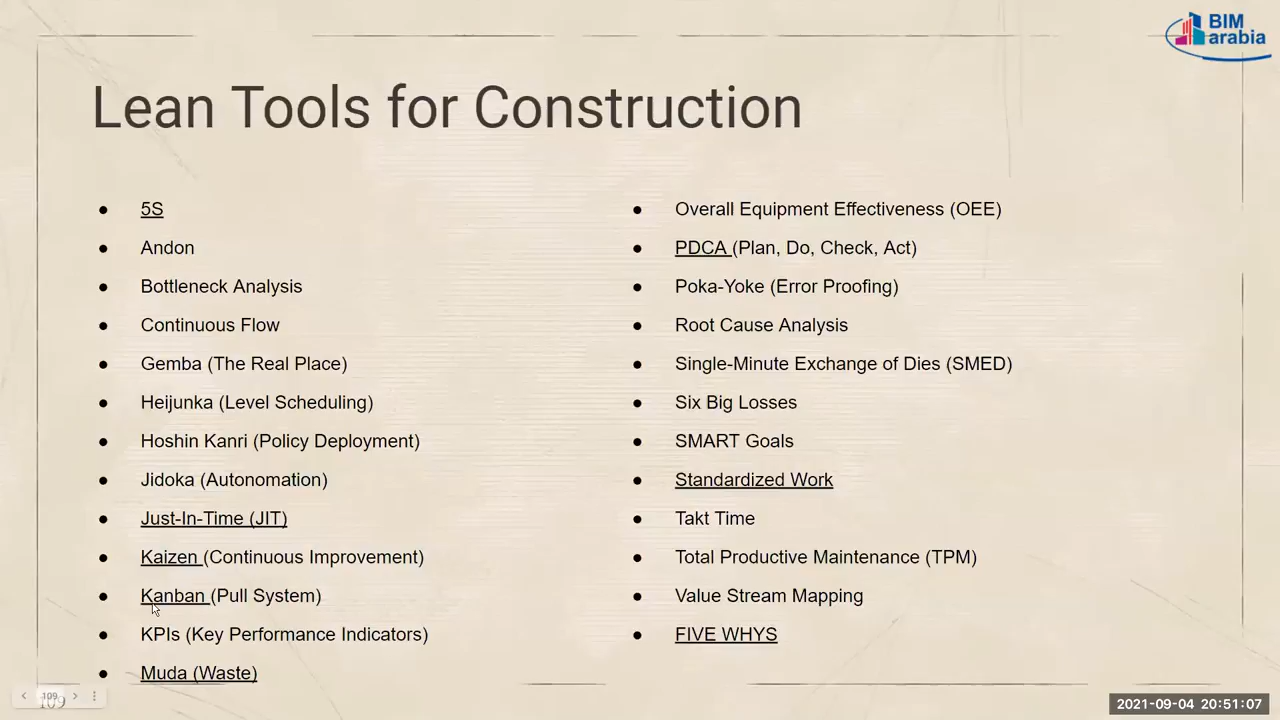 BIM
arabia
Lean Tools for Construction
● 5S
● Andon
● Bottleneck Analysis
● Continuous Flow
● Gemba (The Real Place)
● Heijunka (Level Scheduling)
● Hoshin Kanri (Policy Deployment)
● Jidoka (Autonomation)
● Just-In-Time (JIT)
● Kaizen (Continuous Improvement)
● Kanban (Pull System)
● KPIs (Key Performance Indicators)
● Muda (Waste)
● Overall Equipment Effectiveness (OEE)
● PDCA (Plan, Do, Check, Act)
● Poka-Yoke (Error Proofing)
● Root Cause Analysis
● Single-Minute Exchange of Dies (SMED)
● Six Big Losses
● SMART Goals
● Standardized Work
● Takt Time
● Total Productive Maintenance (TPM)
● Value Stream Mapping
● FIVE WHYS
109
109
2021-09-04 20:51:07